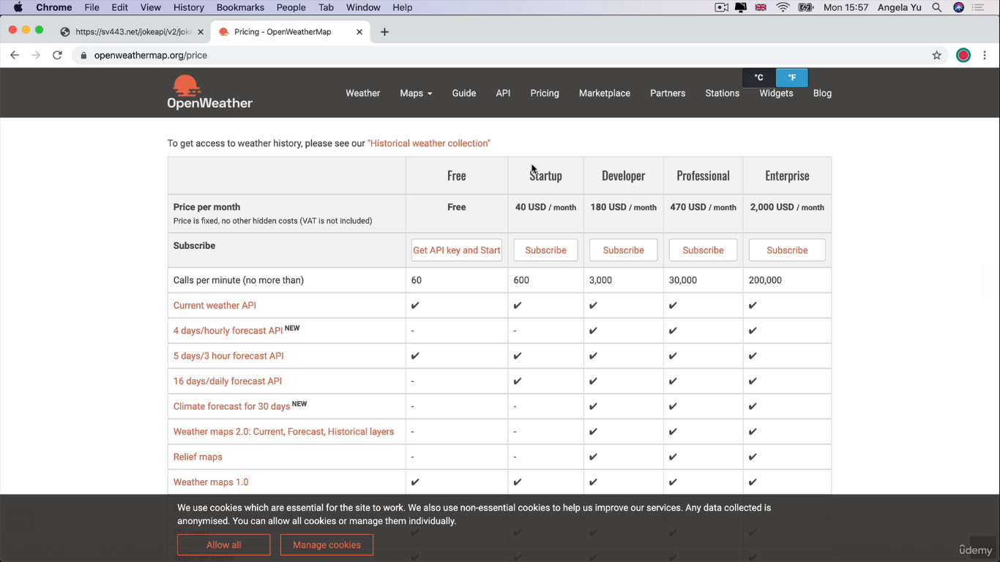 Chrome File Edit View History Bookmarks People Tab Window Help Mon 15:57 Angela Yu
https://sv443.net/jokeapi/v2/jok Pricing - OpenWeatherMap
openweathermap.org/price
°C °F
OpenWeather Weather Maps Guide API Pricing Marketplace Partners Stations Widgets Blog
To get access to weather history, please see our "Historical weather collection"
Free Startup Developer Professional Enterprise
Price per month Free 40 USD / month 180 USD / month 470 USD / month 2,000 USD / month
Price is fixed, no other hidden costs (VAT is not included)
Subscribe Get API key and Start Subscribe Subscribe Subscribe Subscribe
Calls per minute (no more than) 60 600 3,000 30,000 200,000
Current weather API ✔ ✔ ✔ ✔ ✔
4 days/hourly forecast API NEW - - ✔ ✔ ✔
5 days/3 hour forecast API ✔ ✔ ✔ ✔ ✔
16 days/daily forecast API - ✔ ✔ ✔ ✔
Climate forecast for 30 days NEW - - ✔ ✔ ✔
Weather maps 2.0: Current, Forecast, Historical layers - - ✔ ✔ ✔
Relief maps - - ✔ ✔ ✔
Weather maps 1.0 ✔ ✔ ✔ ✔ ✔
We use cookies which are essential for the site to work. We also use non-essential cookies to help us improve our services. Any data collected is
anonymised. You can allow all cookies or manage them individually.
Allow all Manage cookies
ûdemy